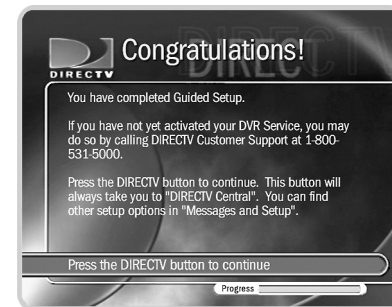 Congratulations!
DIRECTV
You have completed Guided Setup.
If you have not yet activated your DVR Service, you may
do so by calling DIRECTV Customer Support at 1-800-
531-5000.
Press the DIRECTV button to continue. This button will
always take you to "DIRECTV Central". You can find
other setup options in "Messages and Setup".
Press the DIRECTV button to continue
Progress